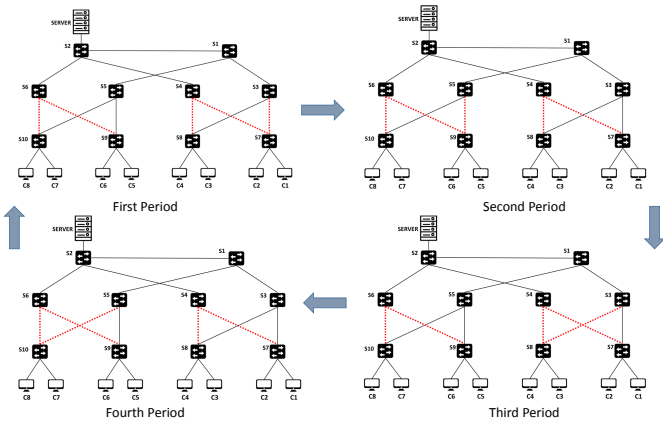 SERVER
S2 S1
S6 S5 S4 S3
S10 S9 S8 S7
C8 C7 C6 C5 C4 C3 C2 C1
First Period
SERVER
S2 S1
S6 S5 S4 S3
S10 S9 S8 S7
C8 C7 C6 C5 C4 C3 C2 C1
Second Period
SERVER
S2 S1
S6 S5 S4 S3
S10 S9 S8 S7
C8 C7 C6 C5 C4 C3 C2 C1
Fourth Period
SERVER
S2 S1
S6 S5 S4 S3
S10 S9 S8 S7
C8 C7 C6 C5 C4 C3 C2 C1
Third Period